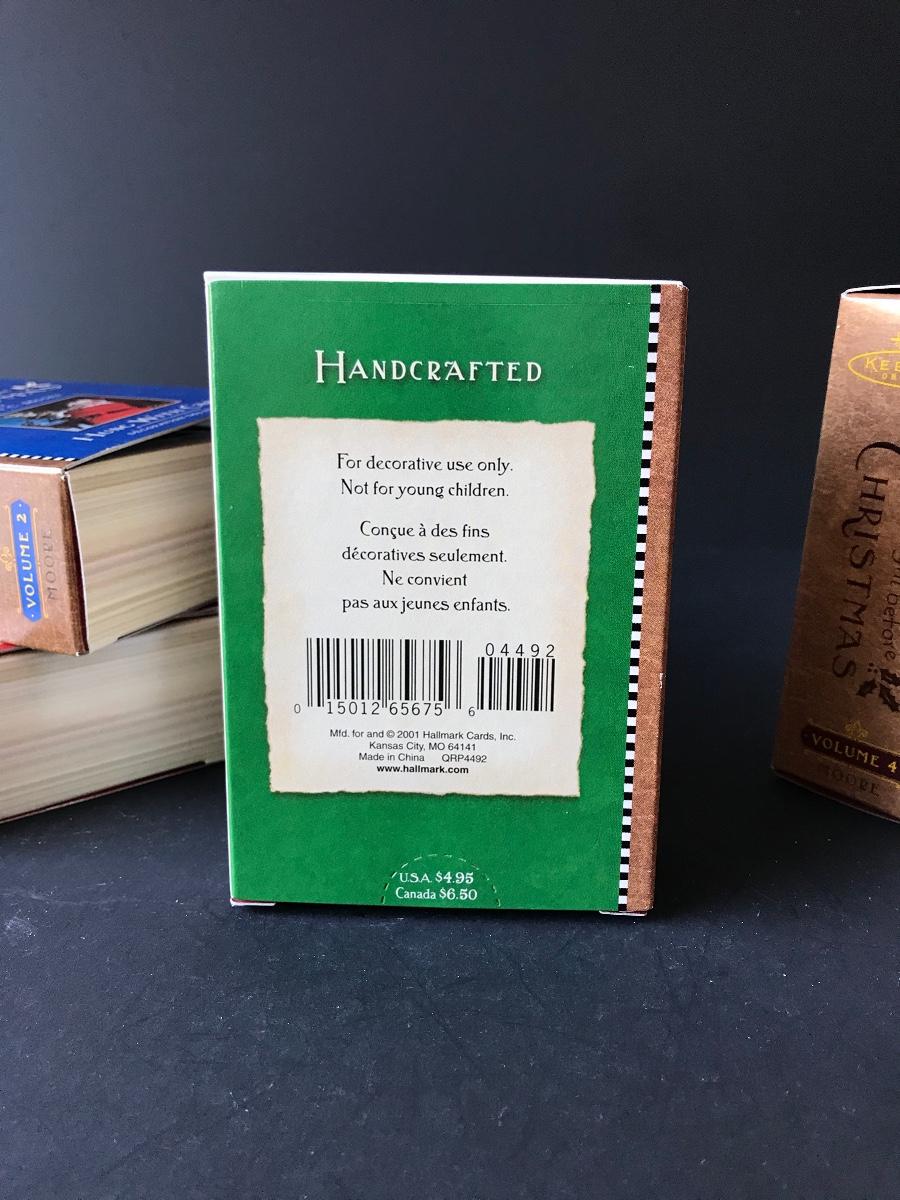 HANDCRAFTED
For decorative use only.
Not for young children.
Conçue à des fins
décoratives seulement.
Ne convient
pas aux jeunes enfants.
04492
0 15012 65675 6
Mfd. for and © 2001 Hallmark Cards, Inc.
Kansas City, MO 64141
Made in China QRP4492
www.hallmark.com
U.S.A. $4.95
Canada $6.50
VOLUME 2
MOORE
before
CHRISTMAS
VOLUME 4
MOORE